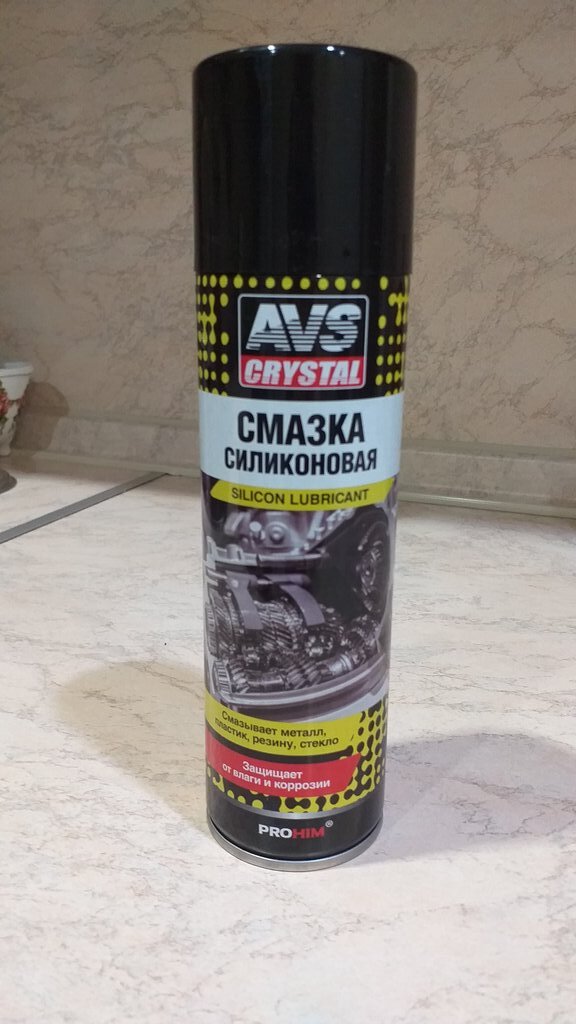 AVS
CRYSTAL
СМАЗКА
СИЛИКОНОВАЯ
SILICON LUBRICANT
Смазывает металл,
пластик, резину, стекло
Защищает
от влаги и коррозии
PROHIM®